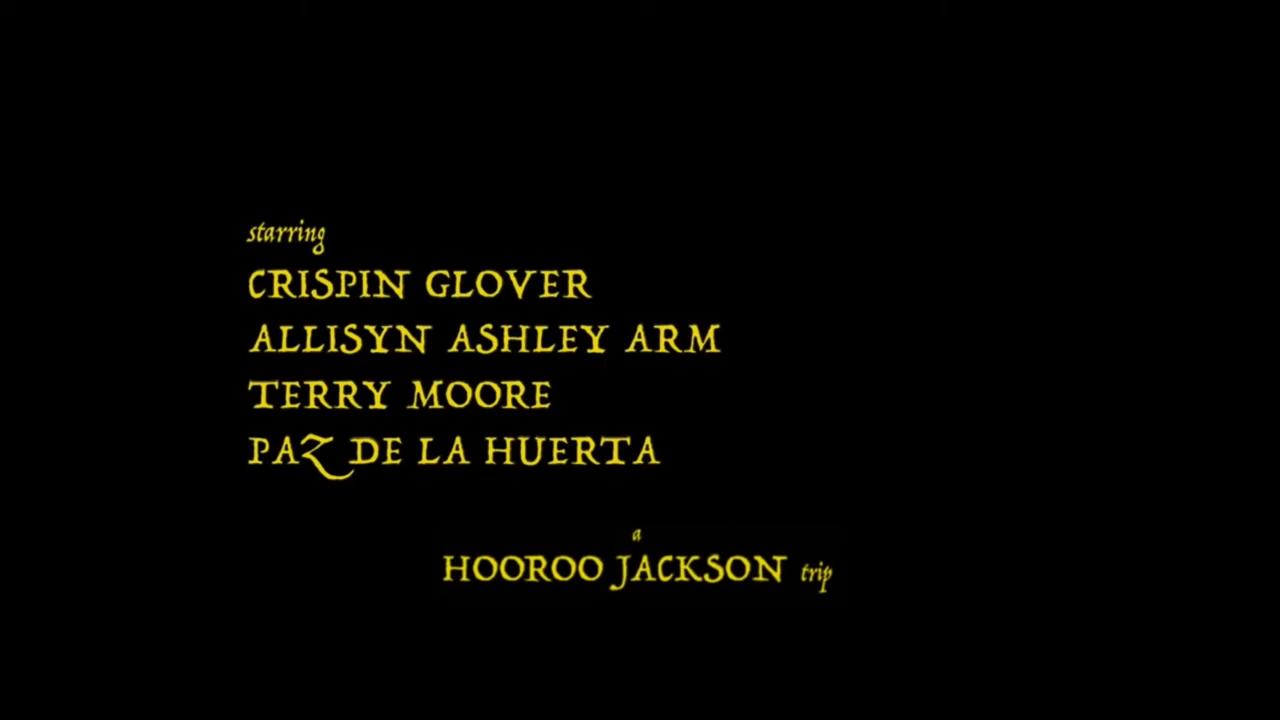 starring
CRISPIN GLOVER
ALLISYN ASHLEY ARM
TERRY MOORE
PAZ DE LA HUERTA
a
HOOROO JACKSON trip